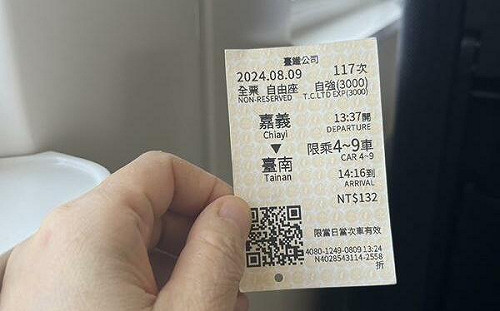 臺鐵公司
2024.08.09 117次
全票 自由座 自強(3000)
NON-RESERVED T.C.LTD EXP(3000)
嘉義 13:37開
Chiayi DEPARTURE
▼ 限乘4~9車
臺南 CAR 4~9
Tainan 14:16到
ARRIVAL
NT$132
限當日當次車有效
4080-1249-0809 13:24
N4028543114-2558
折